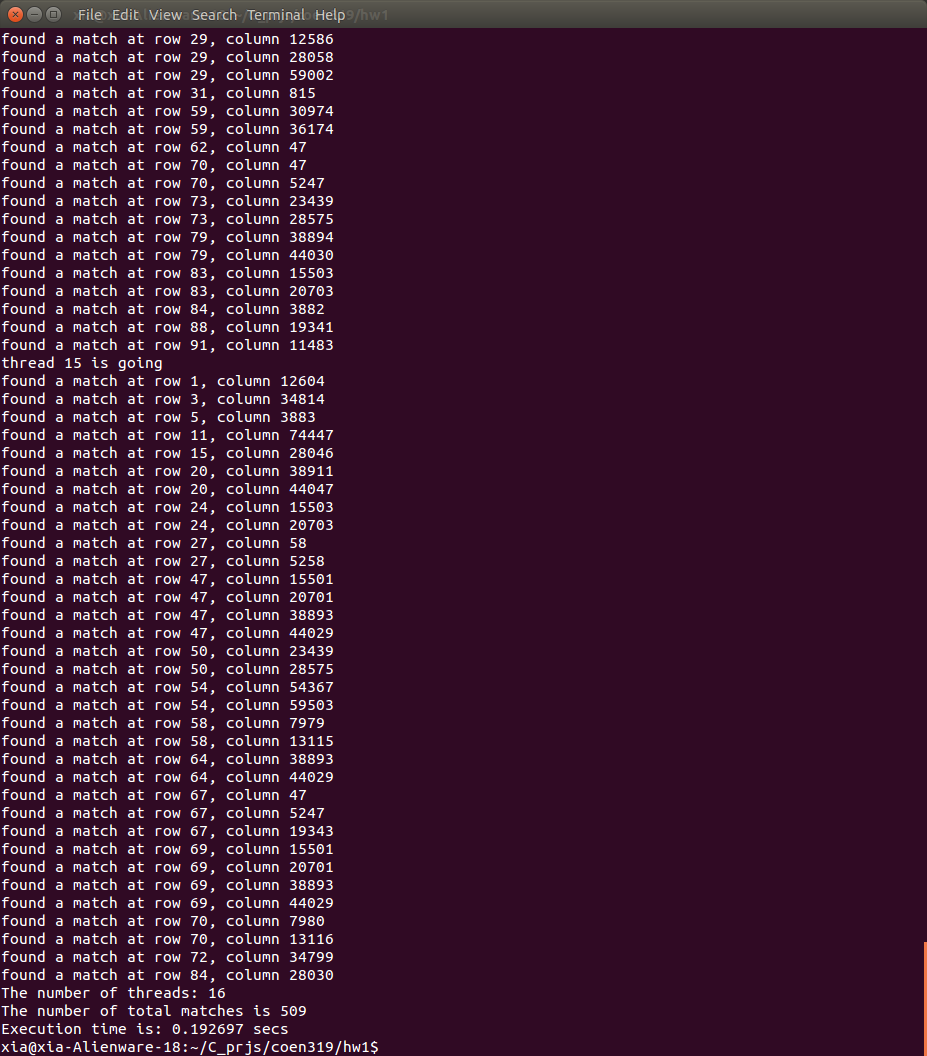 File Edit View Search Terminal Help
found a match at row 29, column 12586
found a match at row 29, column 28058
found a match at row 29, column 59002
found a match at row 31, column 815
found a match at row 59, column 30974
found a match at row 59, column 36174
found a match at row 62, column 47
found a match at row 70, column 47
found a match at row 70, column 5247
found a match at row 73, column 23439
found a match at row 73, column 28575
found a match at row 79, column 38894
found a match at row 79, column 44030
found a match at row 83, column 15503
found a match at row 83, column 20703
found a match at row 84, column 3882
found a match at row 88, column 19341
found a match at row 91, column 11483
thread 15 is going
found a match at row 1, column 12604
found a match at row 3, column 34814
found a match at row 5, column 3883
found a match at row 11, column 74447
found a match at row 15, column 28046
found a match at row 20, column 38911
found a match at row 20, column 44047
found a match at row 24, column 15503
found a match at row 24, column 20703
found a match at row 27, column 58
found a match at row 27, column 5258
found a match at row 47, column 15501
found a match at row 47, column 20701
found a match at row 47, column 38893
found a match at row 47, column 44029
found a match at row 50, column 23439
found a match at row 50, column 28575
found a match at row 54, column 54367
found a match at row 54, column 59503
found a match at row 58, column 7979
found a match at row 58, column 13115
found a match at row 64, column 38893
found a match at row 64, column 44029
found a match at row 67, column 47
found a match at row 67, column 5247
found a match at row 67, column 19343
found a match at row 69, column 15501
found a match at row 69, column 20701
found a match at row 69, column 38893
found a match at row 69, column 44029
found a match at row 70, column 7980
found a match at row 70, column 13116
found a match at row 72, column 34799
found a match at row 84, column 28030
The number of threads: 16
The number of total matches is 509
Execution time is: 0.192697 secs
xia@xia-Alienware-18:~/C_prjs/coen319/hw1$